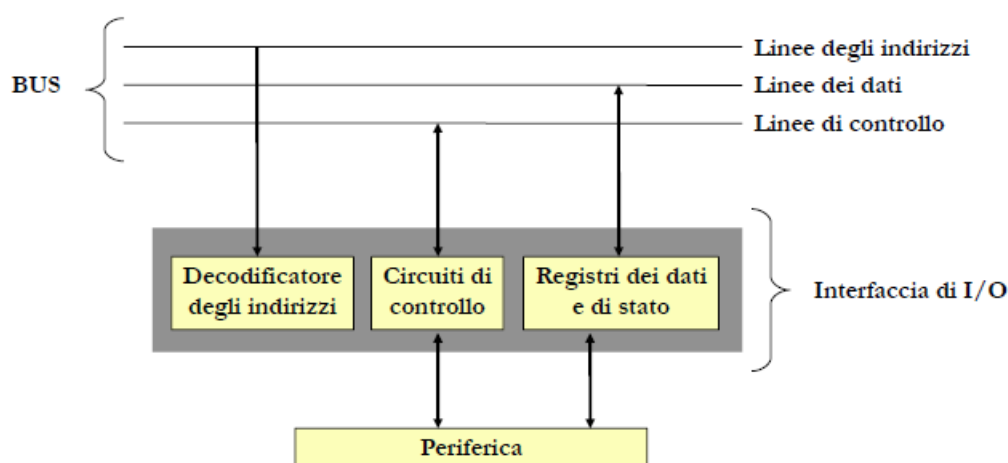 Linee degli indirizzi
BUS
Linee dei dati
Linee di controllo
Decodificatore
degli indirizzi
Circuiti di
controllo
Registri dei dati
e di stato
Interfaccia di I/O
Periferica